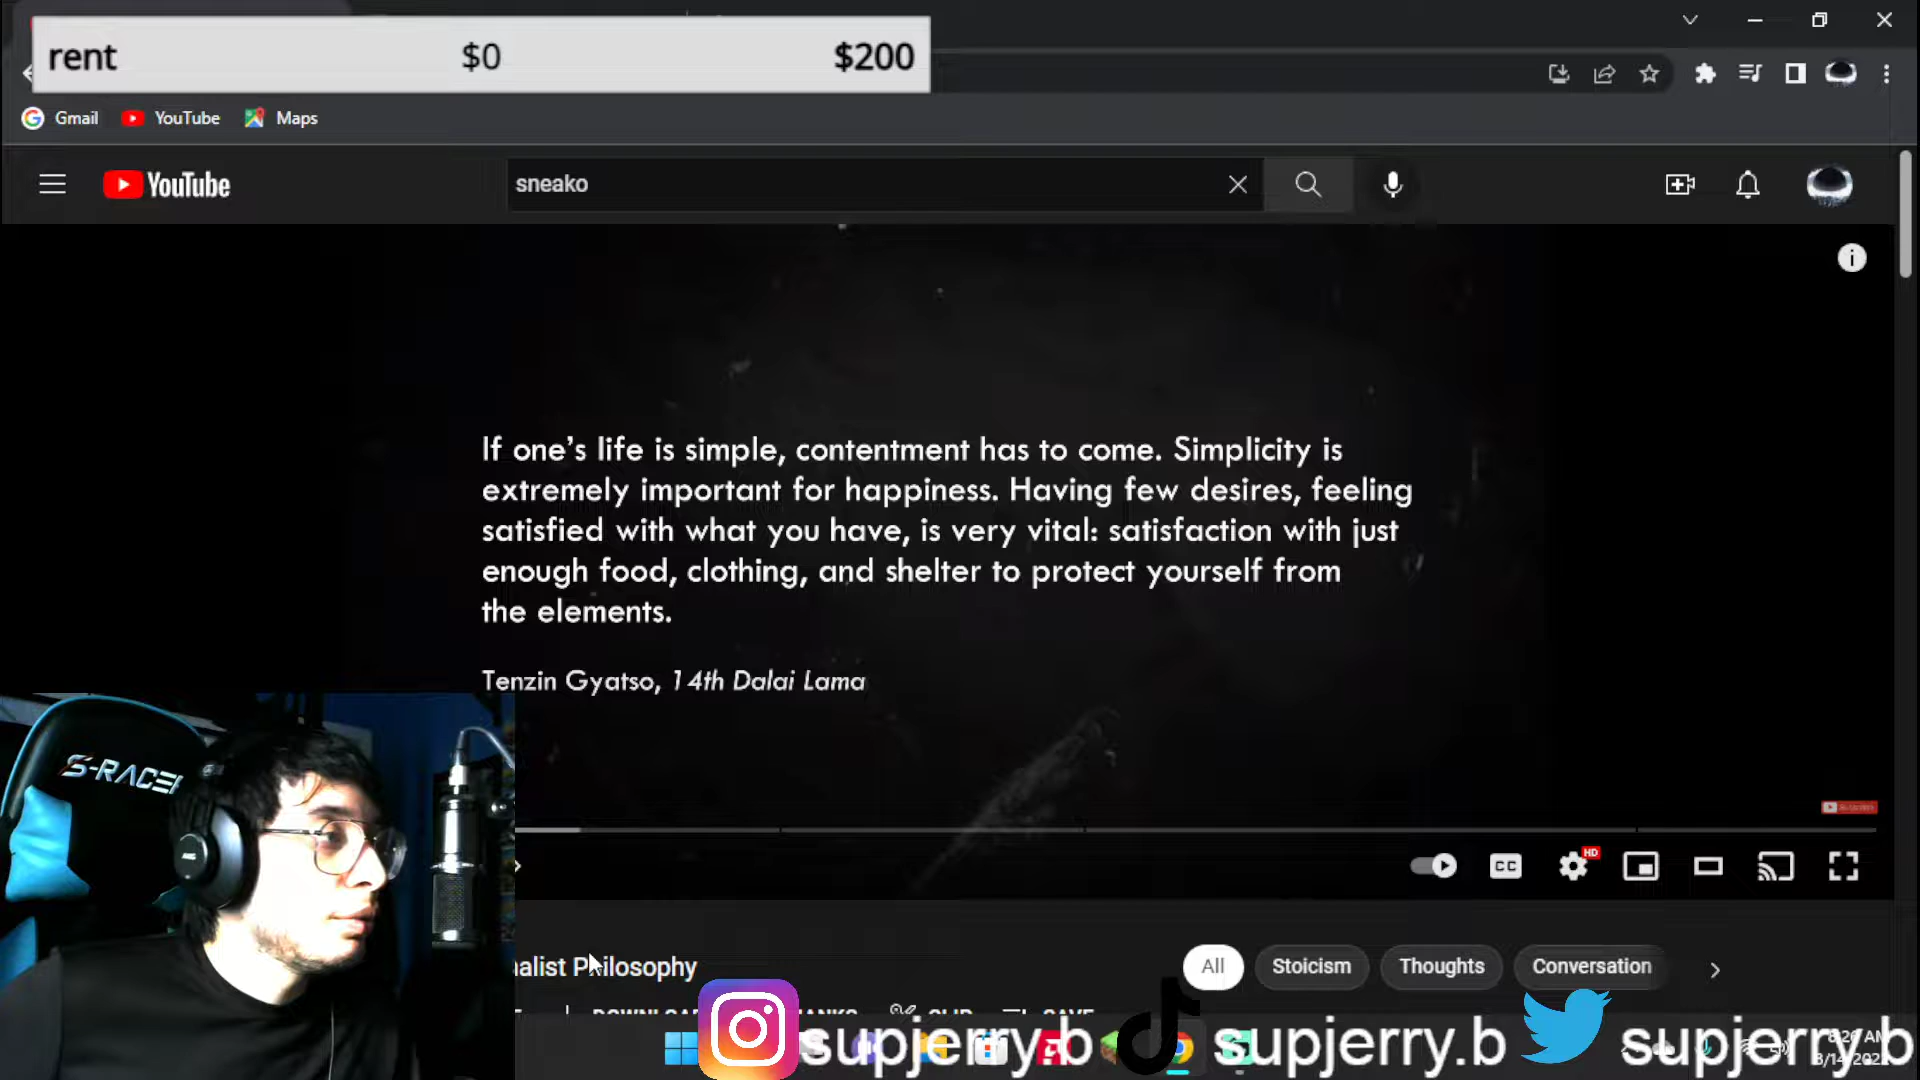 rent $0 $200
Gmail YouTube Maps
YouTube sneako
If one’s life is simple, contentment has to come. Simplicity is
extremely important for happiness. Having few desires, feeling
satisfied with what you have, is very vital: satisfaction with just
enough food, clothing, and shelter to protect yourself from
the elements.
Tenzin Gyatso, 14th Dalai Lama
S-RACER
CC HD
alist Philosophy
All Stoicism Thoughts Conversation
CLIP SAVE
supjerry.b supjerry.b supjerry.b